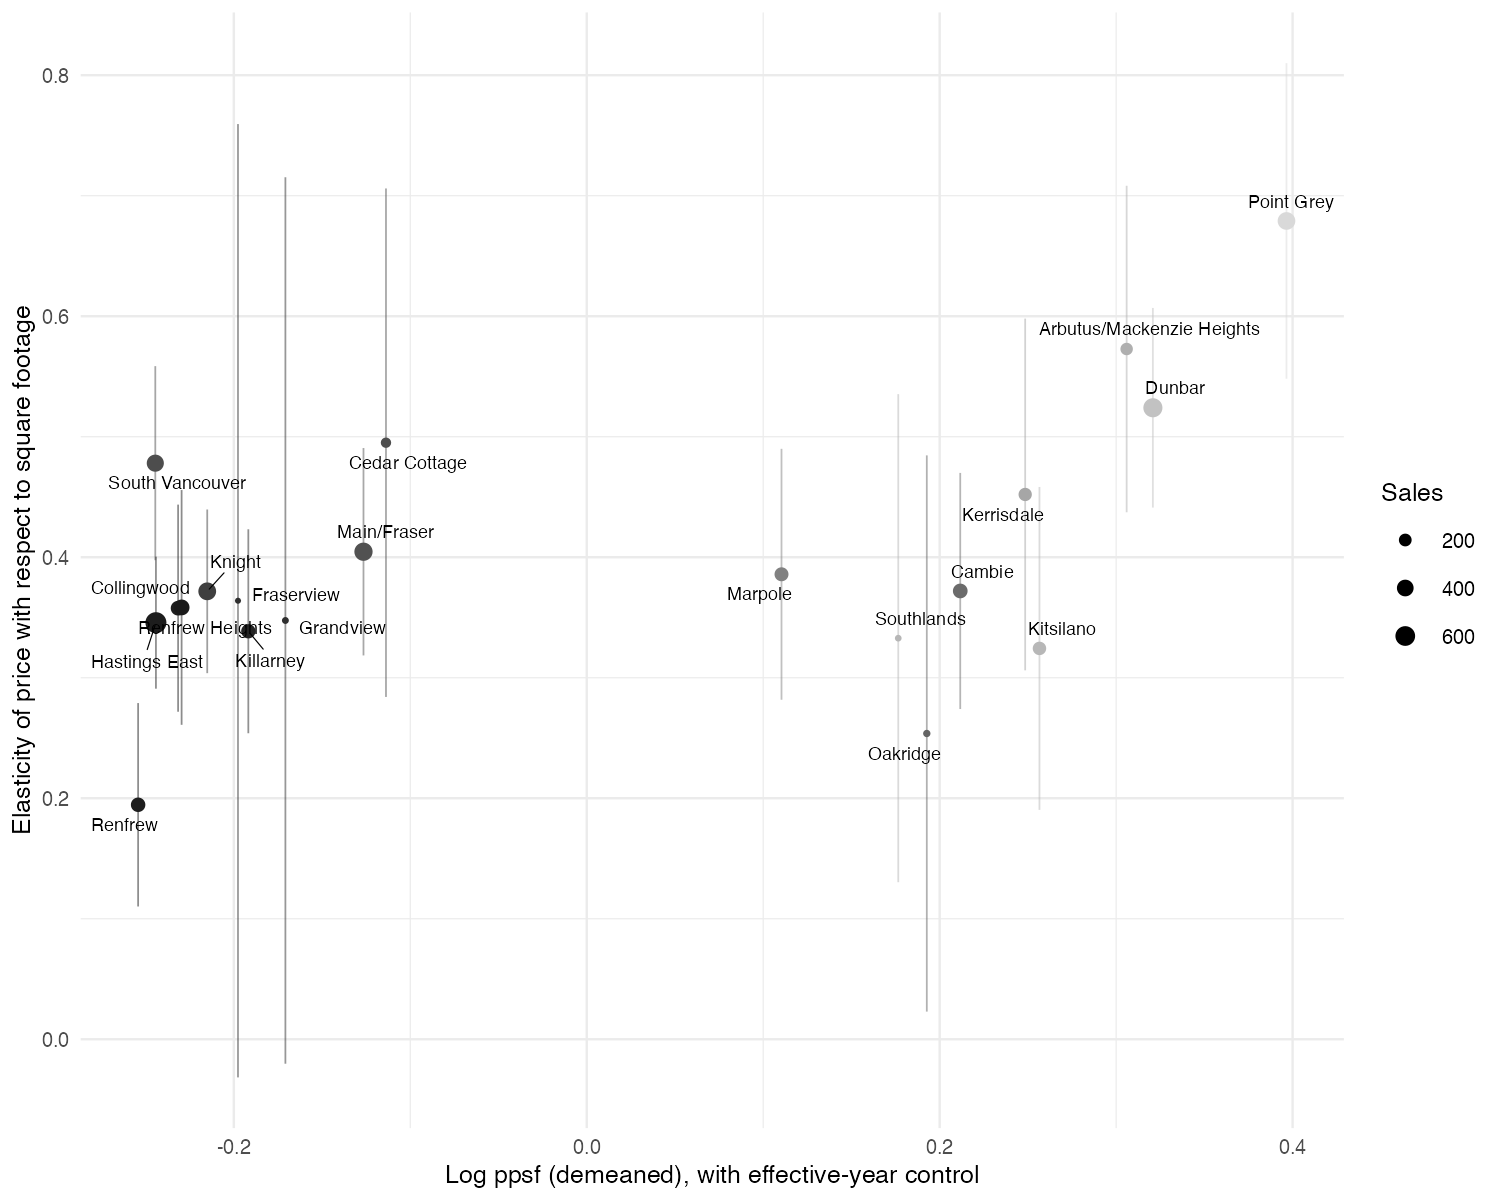 0.8
0.6
0.4
0.2
0.0
Elasticity of price with respect to square footage
Point Grey
Arbutus/Mackenzie Heights
Dunbar
Cedar Cottage
South Vancouver
Kerrisdale
Main/Fraser
Knight
Cambie
Collingwood
Fraserview
Marpole
Southlands
Renfrew Heights
Grandview
Kitsilano
Hastings East
Killarney
Oakridge
Renfrew
-0.2
0.0
0.2
0.4
Log ppsf (demeaned), with effective-year control
Sales
200
400
600